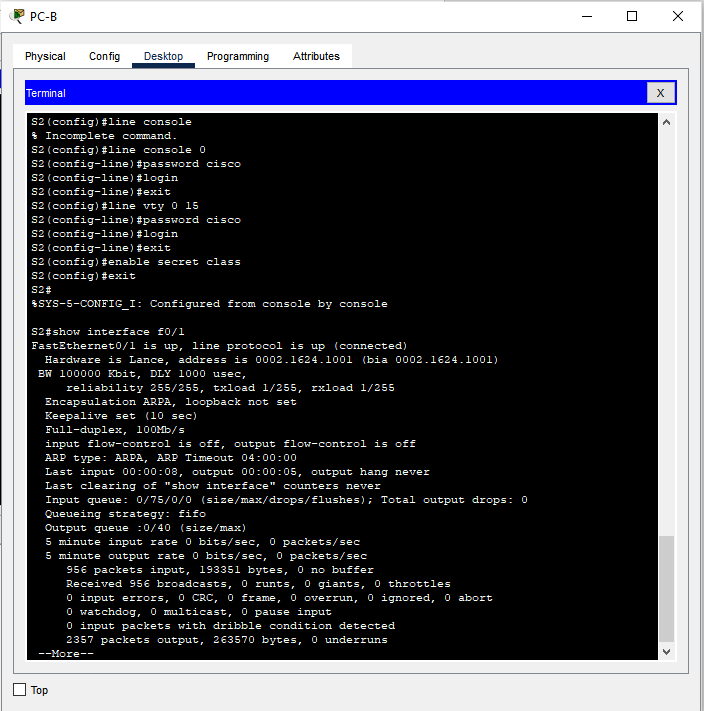 PC-B
Physical Config Desktop Programming Attributes
Terminal
X
S2(config)#line console
% Incomplete command.
S2(config)#line console 0
S2(config-line)#password cisco
S2(config-line)#login
S2(config-line)#exit
S2(config)#line vty 0 15
S2(config-line)#password cisco
S2(config-line)#login
S2(config-line)#exit
S2(config)#enable secret class
S2(config)#exit
S2#
%SYS-5-CONFIG_I: Configured from console by console
S2#show interface f0/1
FastEthernet0/1 is up, line protocol is up (connected)
Hardware is Lance, address is 0002.1624.1001 (bia 0002.1624.1001)
BW 100000 Kbit, DLY 1000 usec,
reliability 255/255, txload 1/255, rxload 1/255
Encapsulation ARPA, loopback not set
Keepalive set (10 sec)
Full-duplex, 100Mb/s
input flow-control is off, output flow-control is off
ARP type: ARPA, ARP Timeout 04:00:00
Last input 00:00:08, output 00:00:05, output hang never
Last clearing of "show interface" counters never
Input queue: 0/75/0/0 (size/max/drops/flushes); Total output drops: 0
Queueing strategy: fifo
Output queue :0/40 (size/max)
5 minute input rate 0 bits/sec, 0 packets/sec
5 minute output rate 0 bits/sec, 0 packets/sec
956 packets input, 193351 bytes, 0 no buffer
Received 956 broadcasts, 0 runts, 0 giants, 0 throttles
0 input errors, 0 CRC, 0 frame, 0 overrun, 0 ignored, 0 abort
0 watchdog, 0 multicast, 0 pause input
0 input packets with dribble condition detected
2357 packets output, 263570 bytes, 0 underruns
--More--
Top